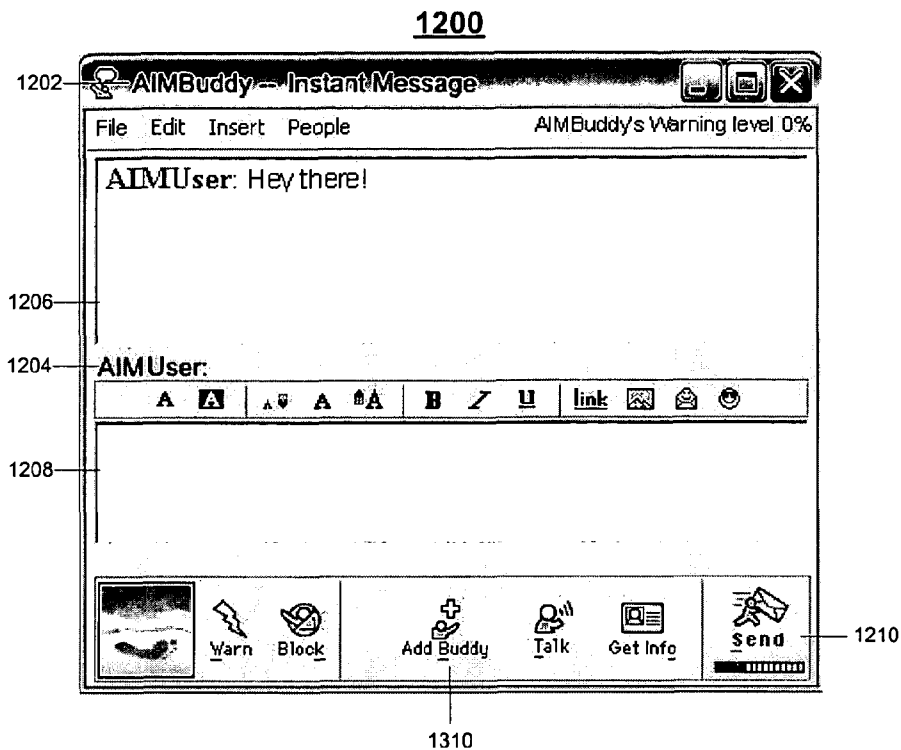 1200
1202 AIMBuddy -- Instant Message
File Edit Insert People AIMBuddy's Warning level 0%
AIMUser: Hey there!
1206
1204 AIMUser:
A A A A A B I u link
1208
Warn Block Add Buddy Talk Get Info Send 1210
1310